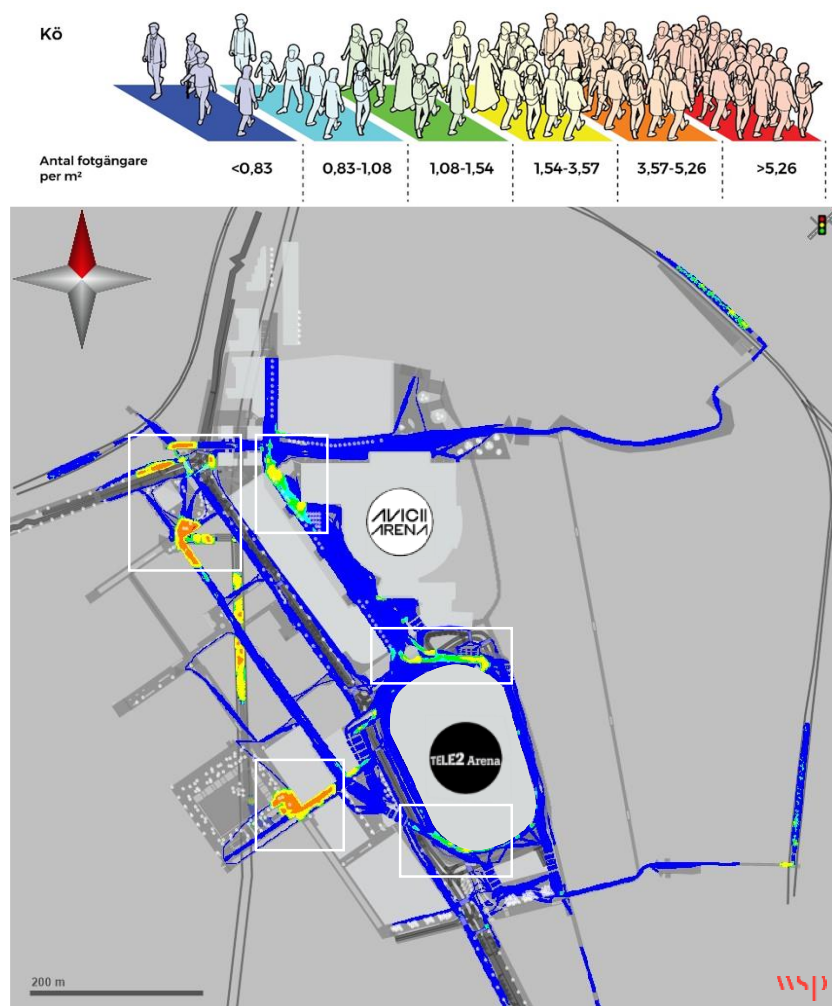 Kö
Antal fotgängare
per m²
<0,83
0,83-1,08
1,08-1,54
1,54-3,57
3,57-5,26
>5,26
AVICII
ARENA
TELE2 Arena
200 m
wsp